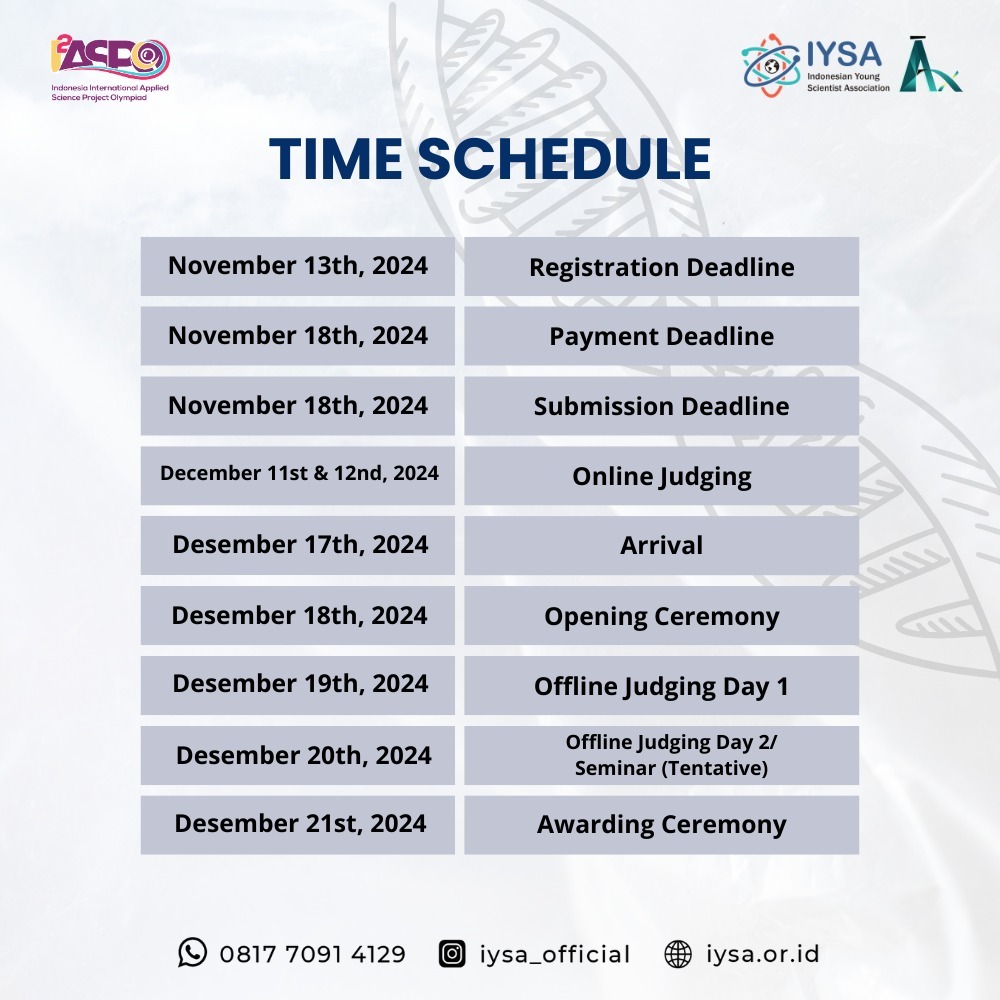 I2ASPO
Indonesia International Applied
Science Project Olympiad
IYSA
Indonesian Young
Scientist Association
TIME SCHEDULE
November 13th, 2024 Registration Deadline
November 18th, 2024 Payment Deadline
November 18th, 2024 Submission Deadline
December 11st & 12nd, 2024 Online Judging
Desember 17th, 2024 Arrival
Desember 18th, 2024 Opening Ceremony
Desember 19th, 2024 Offline Judging Day 1
Desember 20th, 2024 Offline Judging Day 2/
Seminar (Tentative)
Desember 21st, 2024 Awarding Ceremony
0817 7091 4129 iysa_official iysa.or.id